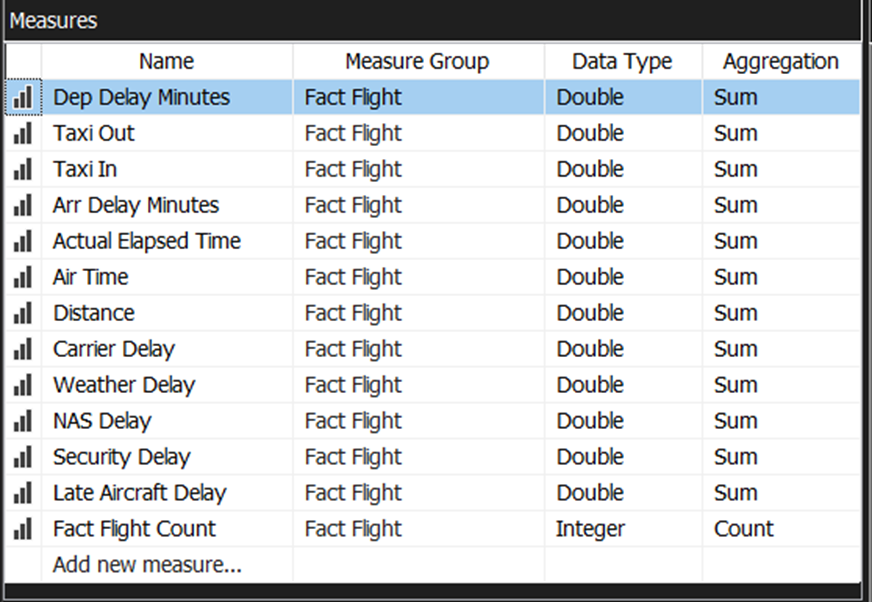 Measures
Name Measure Group Data Type Aggregation
Dep Delay Minutes Fact Flight Double Sum
Taxi Out Fact Flight Double Sum
Taxi In Fact Flight Double Sum
Arr Delay Minutes Fact Flight Double Sum
Actual Elapsed Time Fact Flight Double Sum
Air Time Fact Flight Double Sum
Distance Fact Flight Double Sum
Carrier Delay Fact Flight Double Sum
Weather Delay Fact Flight Double Sum
NAS Delay Fact Flight Double Sum
Security Delay Fact Flight Double Sum
Late Aircraft Delay Fact Flight Double Sum
Fact Flight Count Fact Flight Integer Count
Add new measure...